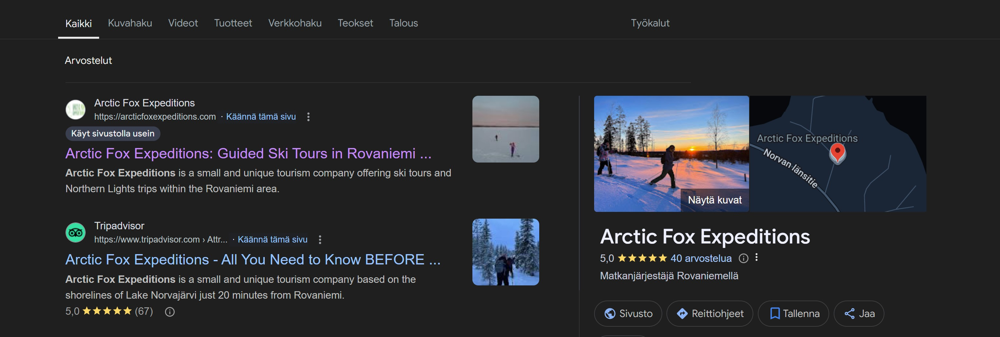 Kaikki Kuvahaku Videot Tuotteet Verkkohaku Teokset Talous Työkalut
Arvostelut
Arctic Fox Expeditions
https://arcticfoxexpeditions.com · Käännä tämä sivu
Käyt sivustolla usein
Arctic Fox Expeditions: Guided Ski Tours in Rovaniemi ...
Arctic Fox Expeditions is a small and unique tourism company offering ski tours and
Northern Lights trips within the Rovaniemi area.
Tripadvisor
https://www.tripadvisor.com › Attr... · Käännä tämä sivu
Arctic Fox Expeditions - All You Need to Know BEFORE ...
Arctic Fox Expeditions is a small and unique tourism company based on the
shorelines of Lake Norvajärvi just 20 minutes from Rovaniemi.
5,0 (67)
Näytä kuvat
Arctic Fox Expeditions
Norvan länsitie
Arctic Fox Expeditions
5,0 40 arvostelua
Matkanjärjestäjä Rovaniemellä
Sivusto Reittiohjeet Tallenna Jaa